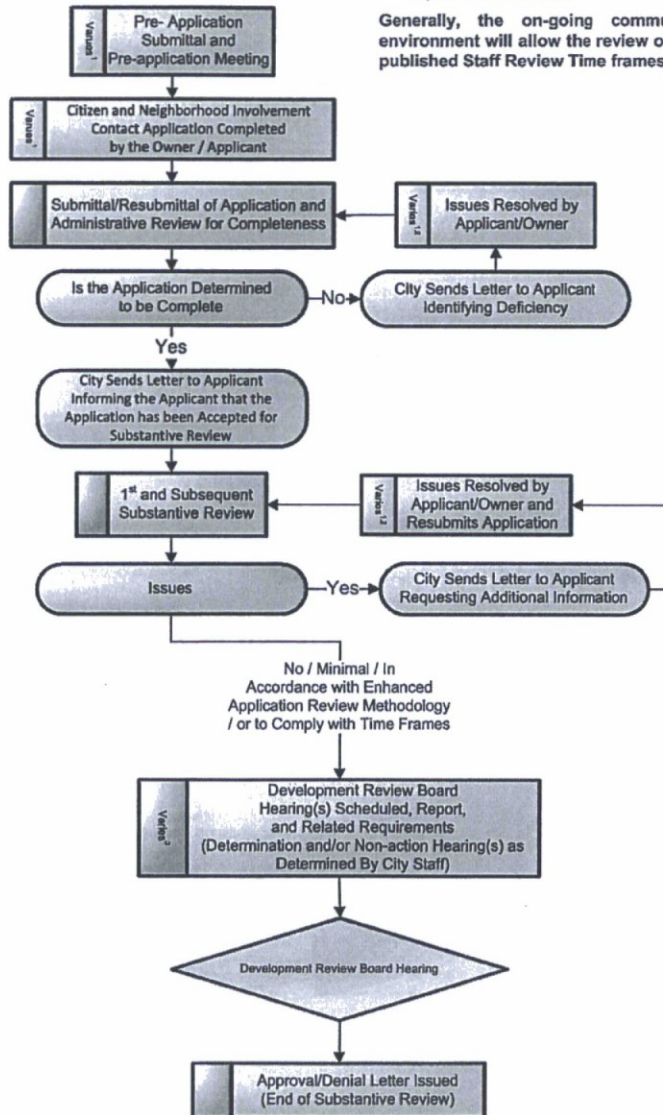 Generally, the on-going commu
environment will allow the review o
published Staff Review Time frames
Varies¹
Pre- Application
Submittal and
Pre-application Meeting
Varies¹
Citizen and Neighborhood Involvement
Contact Application Completed
by the Owner / Applicant
Submittal/Resubmittal of Application and
Administrative Review for Completeness
Varies¹,²
Issues Resolved by
Applicant/Owner
Is the Application Determined
to be Complete
No
City Sends Letter to Applicant
Identifying Deficiency
Yes
City Sends Letter to Applicant
Informing the Applicant that the
Application has been Accepted for
Substantive Review
1st and Subsequent
Substantive Review
Varies¹,²
Issues Resolved by
Applicant/Owner and
Resubmits Application
Issues
Yes
City Sends Letter to Applicant
Requesting Additional Information
No / Minimal / In
Accordance with Enhanced
Application Review Methodology
/ or to Comply with Time Frames
Varies³
Development Review Board
Hearing(s) Scheduled, Report,
and Related Requirements
(Determination and/or Non-action Hearing(s) as
Determined By City Staff)
Development Review Board Hearing
Approval/Denial Letter Issued
(End of Substantive Review)